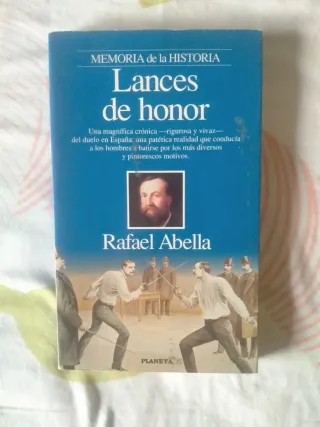 MEMORIA de la HISTORIA
Lances
de honor
Una magnífica crónica —rigurosa y vivaz—
del duelo en España: una patética realidad que conducía
a los hombres a batirse por los más diversos
y pintorescos motivos.
Rafael Abella
PLANETA